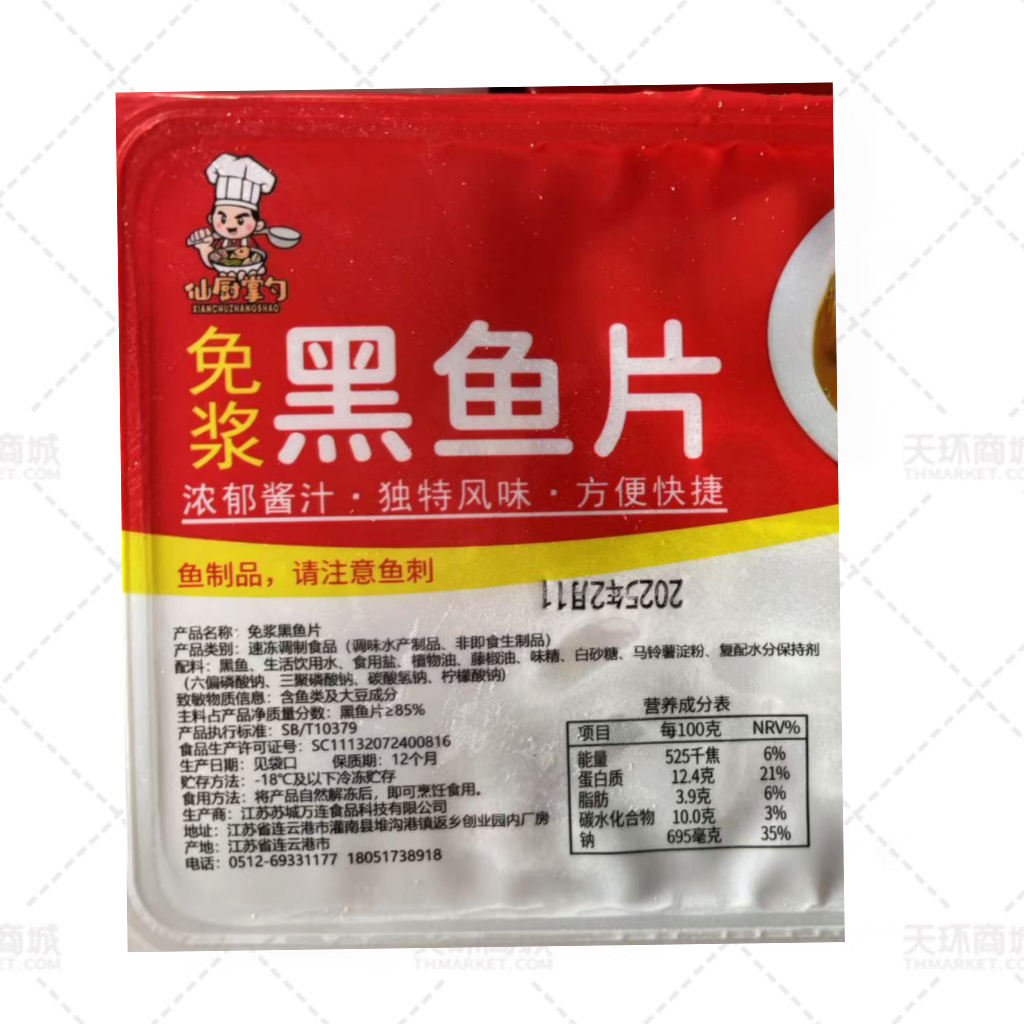 仙厨掌勺
XIANCHUZHANGSHAO
免浆
黑鱼片
浓郁酱汁·独特风味·方便快捷
鱼制品，请注意鱼刺
2025年2月11
产品名称：免浆黑鱼片
产品类别：速冻调制食品（调味水产制品、非即食生制品）
配料：黑鱼、生活饮用水、食用盐、植物油、藤椒油、味精、白砂糖、马铃薯淀粉、复配水分保持剂
（六偏磷酸钠、三聚磷酸钠、碳酸氢钠、柠檬酸钠）
致敏物质信息：含鱼类及大豆成分
主料占产品净质量分数：黑鱼片≥85%
产品执行标准：SB/T10379
食品生产许可证号：SC11132072400816
生产日期：见袋口 保质期：12个月
贮存方法：-18℃及以下冷冻贮存
食用方法：将产品自然解冻后，即可烹饪食用。
生产商：江苏苏城万连食品科技有限公司
地址：江苏省连云港市灌南县堆沟港镇返乡创业园内厂房
产地：江苏省连云港市
电话：0512-69331177 18051738918
营养成分表
项目 每100克 NRV%
能量 525千焦 6%
蛋白质 12.4克 21%
脂肪 3.9克 6%
碳水化合物 10.0克 3%
钠 695毫克 35%
天环商城
THMARKET.COM